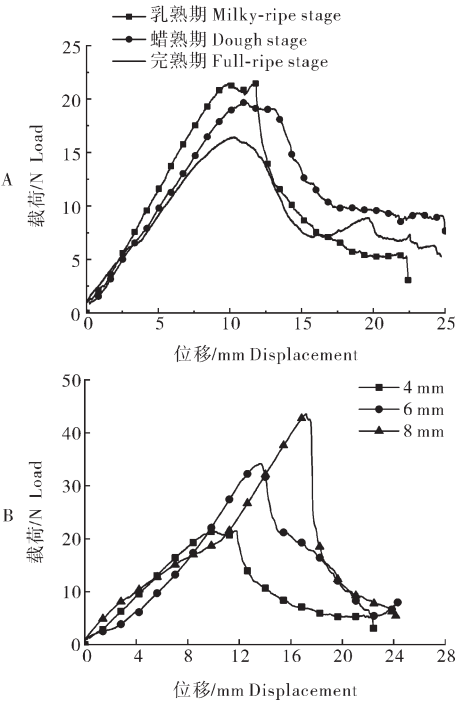 乳熟期 Milky-ripe stage
蜡熟期 Dough stage
完熟期 Full-ripe stage
25
20
15
10
5
0
A
载荷/N Load
0
5
10
15
20
25
位移/mm Displacement
50
40
30
20
10
0
4 mm
6 mm
8 mm
B
载荷/N Load
0
4
8
12
16
20
24
28
位移/mm Displacement